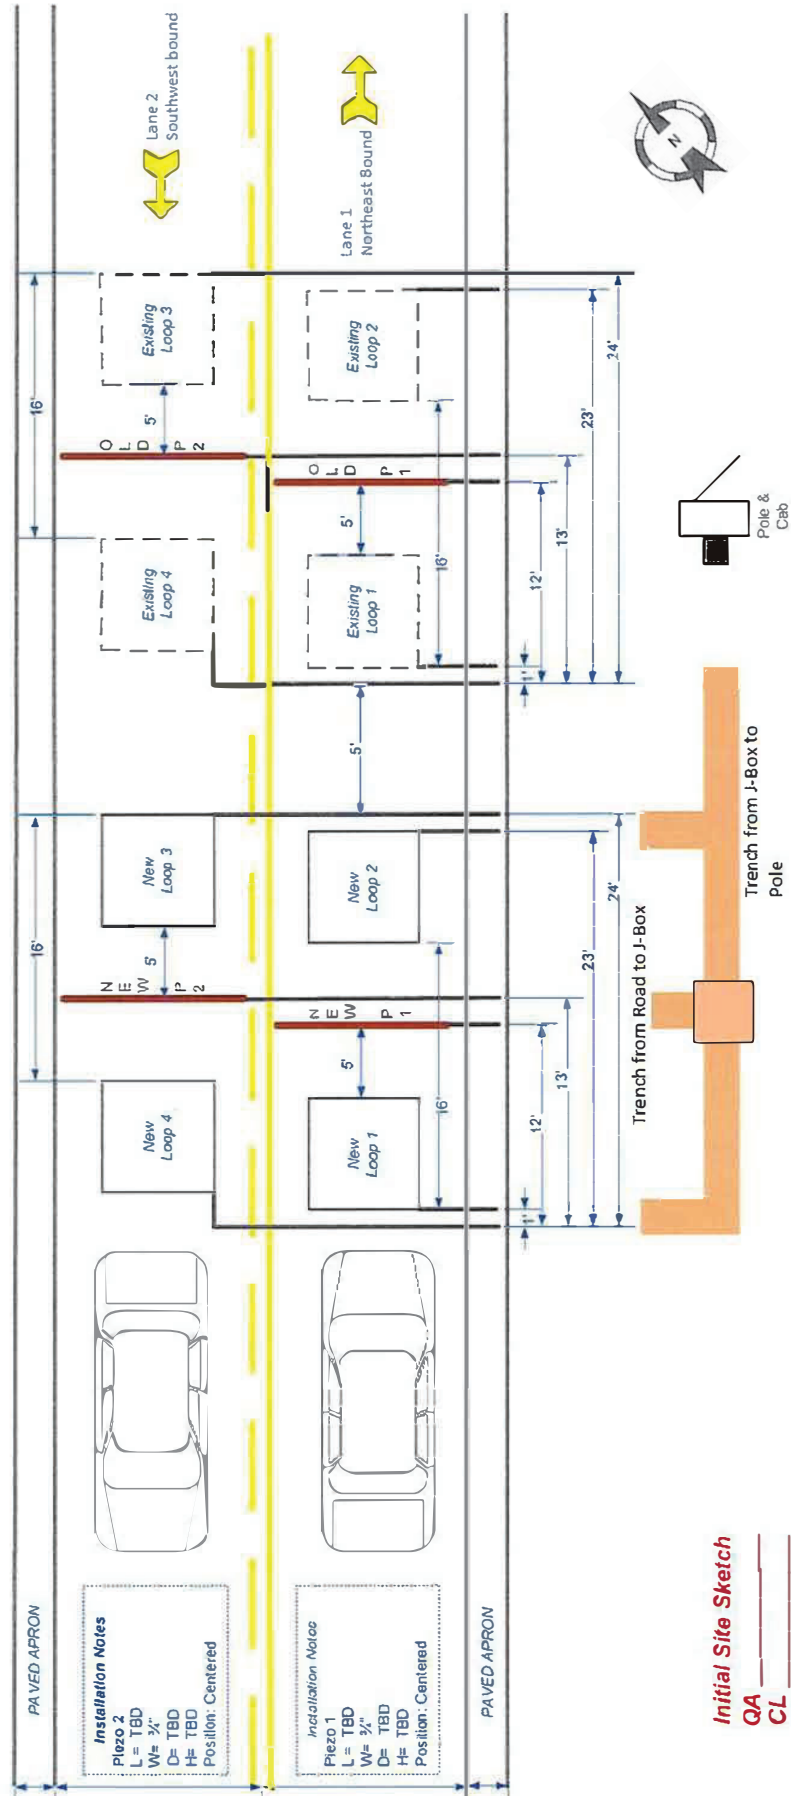 PAVED APRON
Installation Notes
Piezo 2
L = TBD
W= ¾"
D= TBD
H= TBD
Position: Centered
Installation Notes
Piezo 1
L = TBD
W= ¾"
D= TBD
H= TBD
Position: Centered
PAVED APRON
16'
16'
New
Loop 4
NEW P2
5'
New
Loop 3
Existing
Loop 4
OLD P2
5'
Existing
Loop 3
Lane 2
Southwest bound
New
Loop 1
5'
NEW P1
New
Loop 2
5'
Existing
Loop 1
5'
OLD P1
Existing
Loop 2
Lane 1
Northeast Bound
16'
16'
1'
12'
13'
23'
24'
1'
12'
13'
23'
24'
N
Trench from Road to J-Box
Trench from J-Box to
Pole
Pole &
Cab
Initial Site Sketch
QA
CL